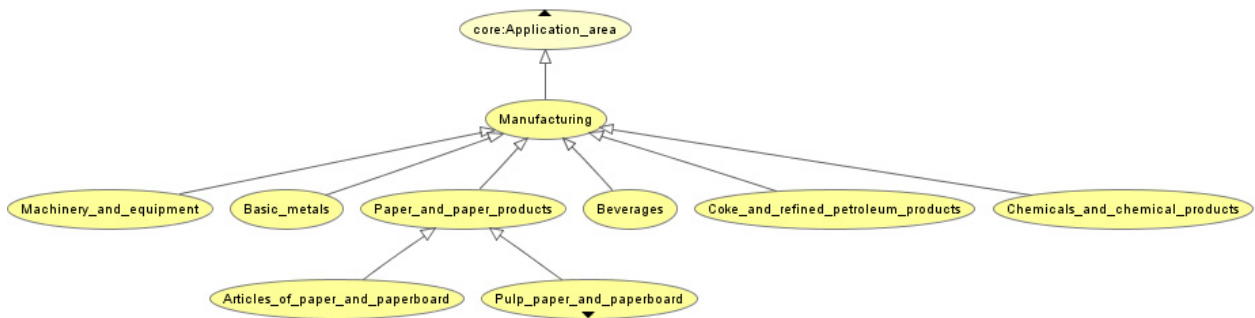 core:Application_area
Manufacturing
Machinery_and_equipment
Basic_metals
Paper_and_paper_products
Beverages
Coke_and_refined_petroleum_products
Chemicals_and_chemical_products
Articles_of_paper_and_paperboard
Pulp_paper_and_paperboard